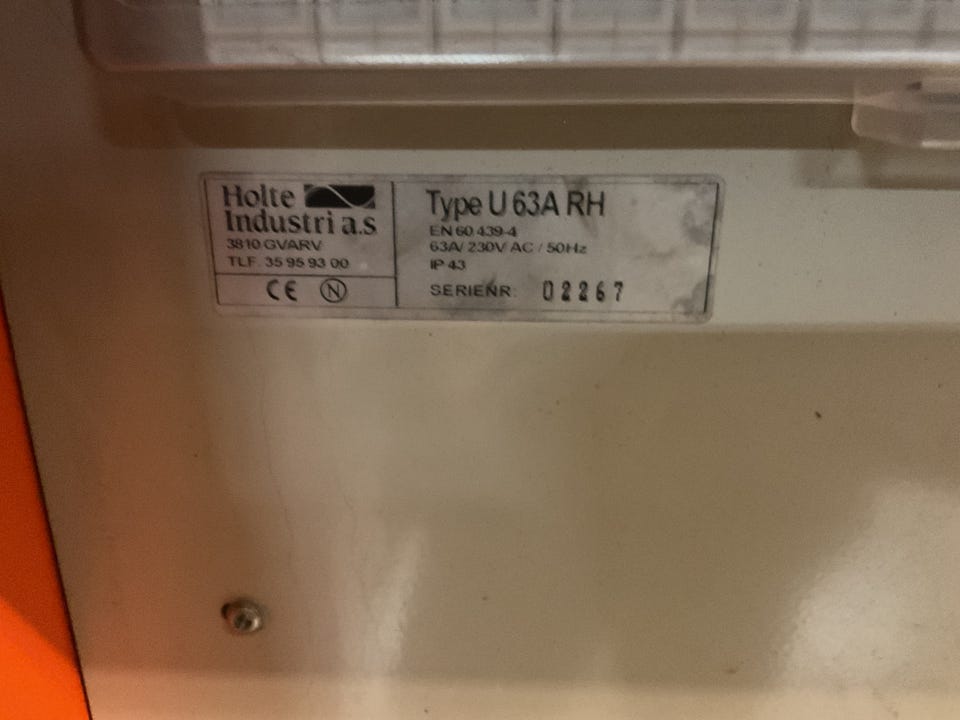 Holte
Industri a.s
3810 GVARV
TLF. 35 95 93 00
CE N
Type U 63A RH
EN 60 439-4
63A/ 230V AC / 50Hz
IP 43
SERIENR: 02267